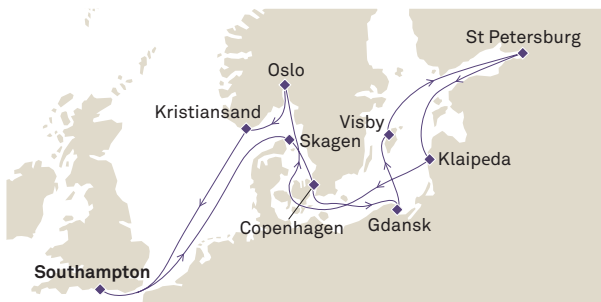 St Petersburg
Oslo
Kristiansand
Visby
Skagen
Klaipeda
Copenhagen
Gdansk
Southampton